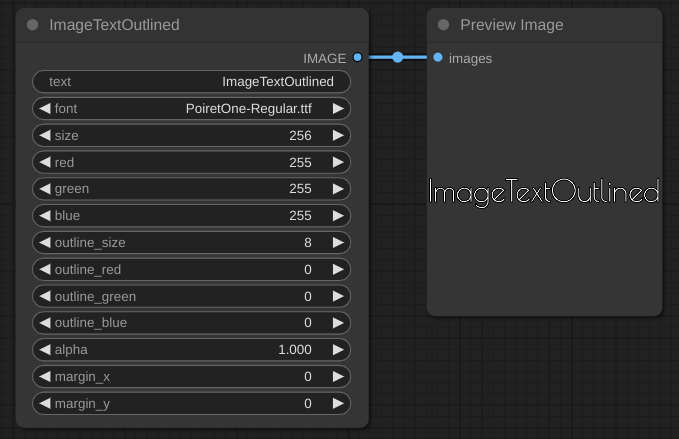 ImageTextOutlined
IMAGE
text ImageTextOutlined
font PoiretOne-Regular.ttf
size 256
red 255
green 255
blue 255
outline_size 8
outline_red 0
outline_green 0
outline_blue 0
alpha 1.000
margin_x 0
margin_y 0
Preview Image
images
ImageTextOutlined